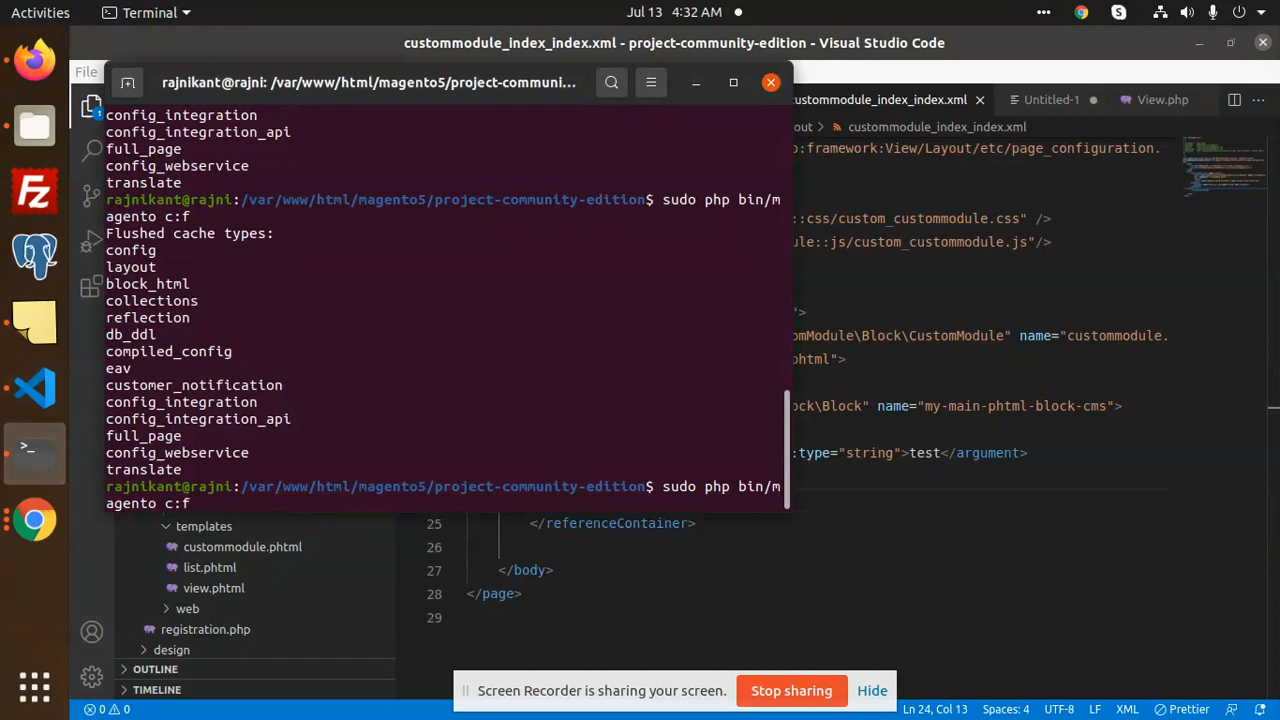 Activities
Terminal
Jul 13 4:32 AM
custommodule_index_index.xml - project-community-edition - Visual Studio Code
File
rajnikant@rajni: /var/www/html/magento5/project-communi...
custommodule_index_index.xml
Untitled-1
View.php
out > custommodule_index_index.xml
config_integration
config_integration_api
full_page
config_webservice
translate
rajnikant@rajni:/var/www/html/magento5/project-community-edition$ sudo php bin/m
agento c:f
Flushed cache types:
config
layout
block_html
collections
reflection
db_ddl
compiled_config
eav
customer_notification
config_integration
config_integration_api
full_page
config_webservice
translate
rajnikant@rajni:/var/www/html/magento5/project-community-edition$ sudo php bin/m
agento c:f
p:framework:View/Layout/etc/page_configuration.
::css/custom_custommodule.css" />
ule::js/custom_custommodule.js"/>
">
omModule\Block\CustomModule" name="custommodule.
phtml">
ock\Block" name="my-main-phtml-block-cms">
:type="string">test</argument>
25 </referenceContainer>
26
27 </body>
28 </page>
29
templates
custommodule.phtml
list.phtml
view.phtml
web
registration.php
design
OUTLINE
TIMELINE
Screen Recorder is sharing your screen.
Stop sharing
Hide
0 0
Ln 24, Col 13
Spaces: 4
UTF-8
LF
XML
Prettier